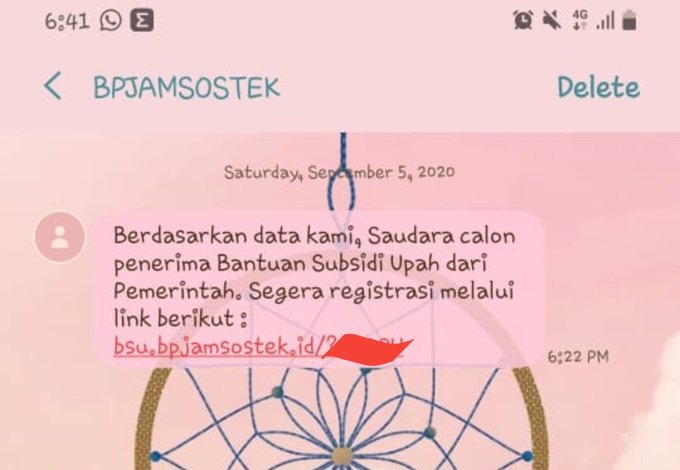 6:41
4G
BPJAMSOSTEK
Delete
Saturday, September 5, 2020
Berdasarkan data kami, Saudara calon
penerima Bantuan Subsidi Upah dari
Pemerintah. Segera registrasi melalui
link berikut :
bsu.bpjamsostek.id/?
6:22 PM